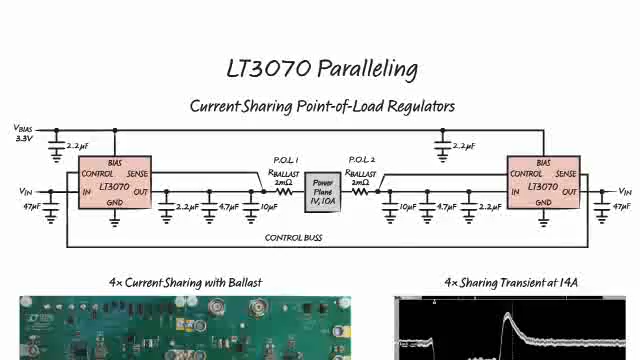 LT3070 Paralleling
Current Sharing Point-of-Load Regulators
VBIAS
3.3V
2.2µF
2.2µF
BIAS
CONTROL SENSE
LT3070
IN OUT
GND
VIN
47µF
2.2µF
4.7µF
10µF
P.O.L 1
RBALLAST
2mΩ
Power
Plane
1V, 10A
P.O.L 2
RBALLAST
2mΩ
10µF
4.7µF
2.2µF
BIAS
CONTROL SENSE
LT3070
IN OUT
GND
VIN
47µF
CONTROL BUSS
4x Current Sharing with Ballast
4x Sharing Transient at 14A